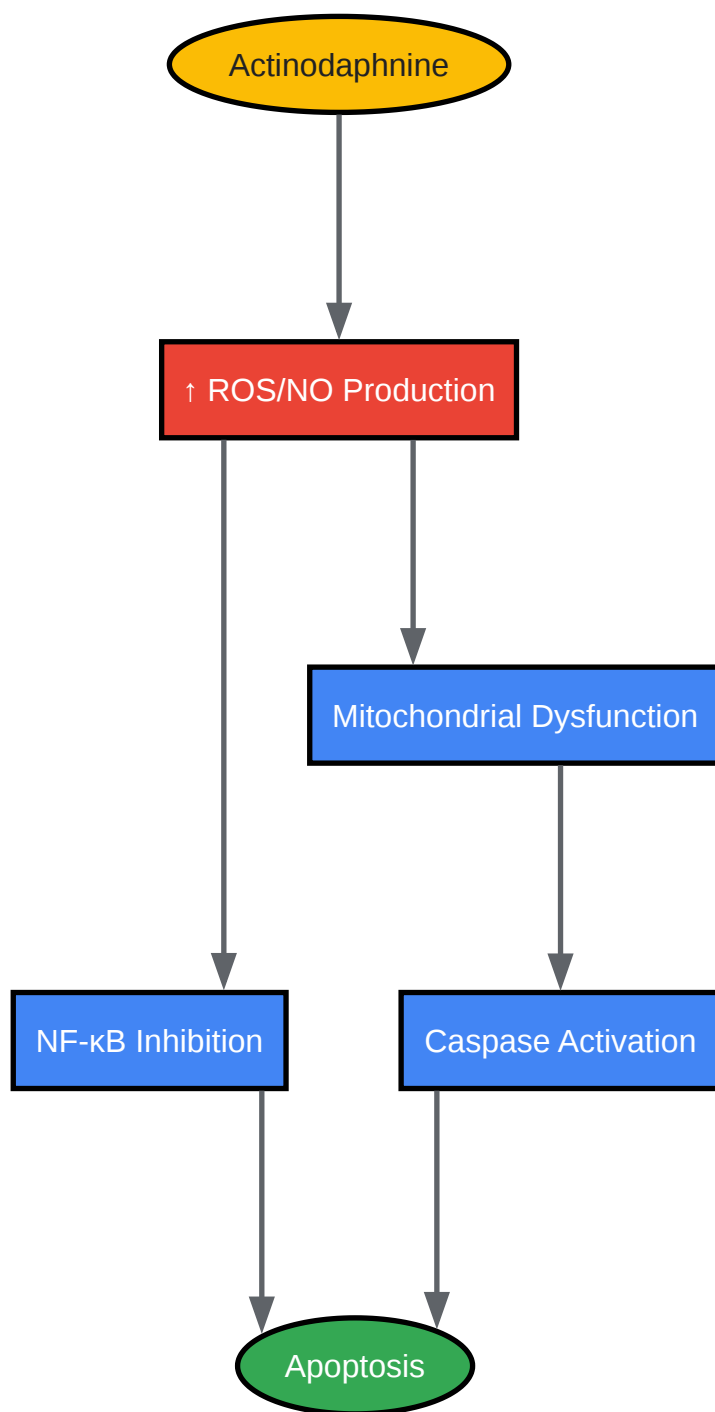 Actinodaphnine
↑ ROS/NO Production
Mitochondrial Dysfunction
NF-κB Inhibition
Caspase Activation
Apoptosis